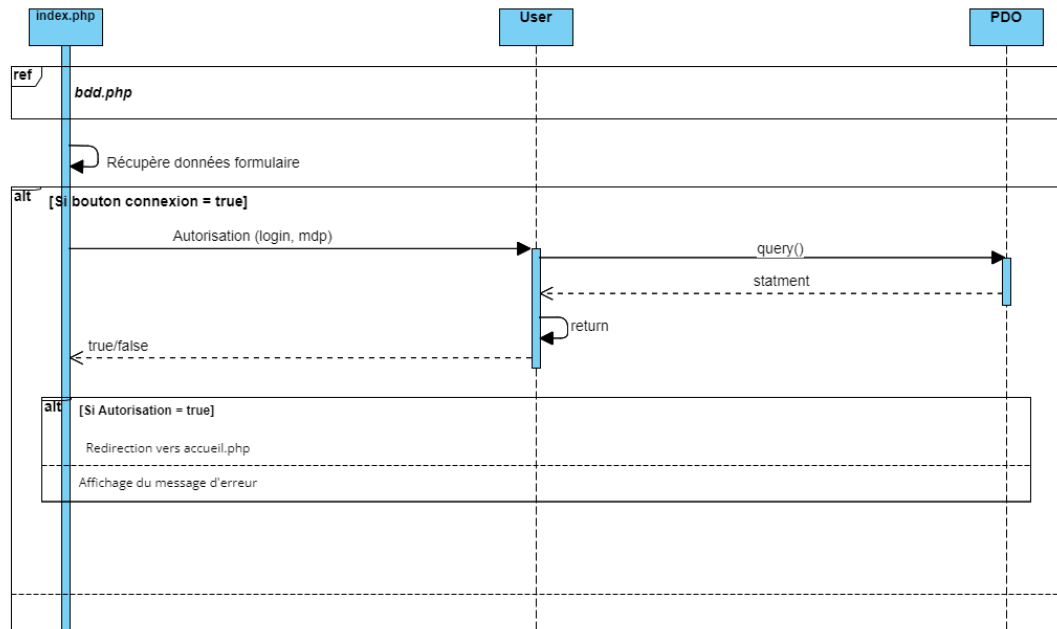 index.php
User
PDO
ref
bdd.php
Récupère données formulaire
alt
[Si bouton connexion = true]
Autorisation (login, mdp)
query()
statment
return
true/false
alt
[Si Autorisation = true]
Redirection vers accueil.php
Affichage du message d'erreur